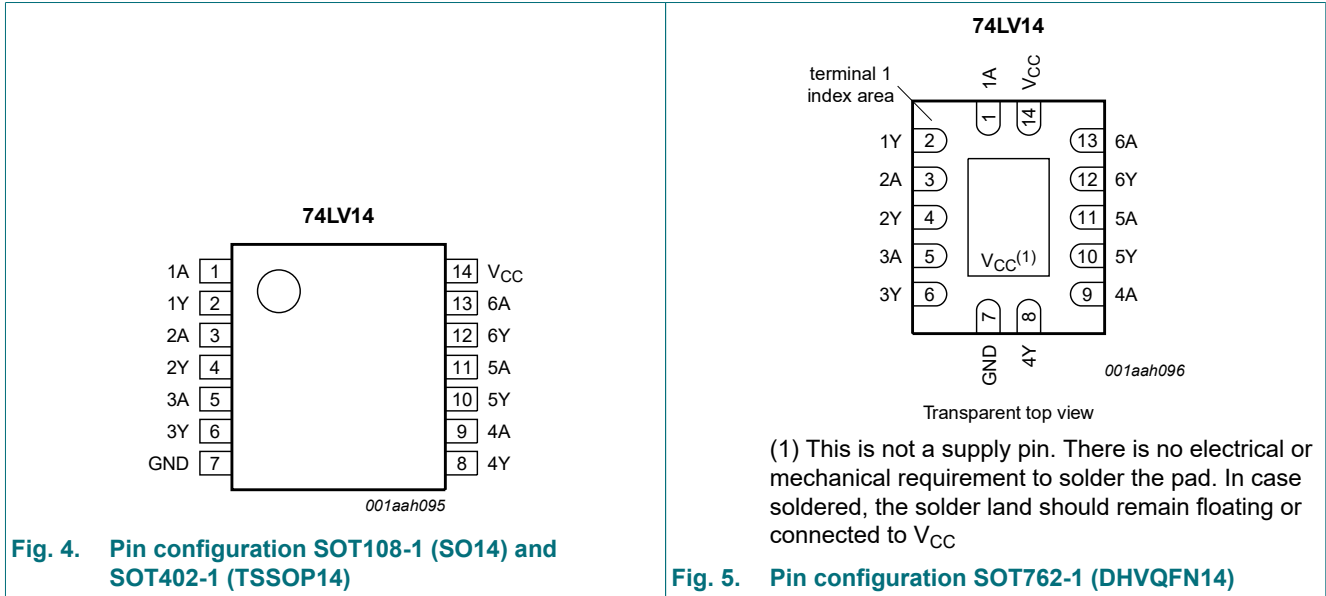 74LV14
1A 1
1Y 2
2A 3
2Y 4
3A 5
3Y 6
GND 7
14 VCC
13 6A
12 6Y
11 5A
10 5Y
9 4A
8 4Y
001aah095
Fig. 4. Pin configuration SOT108-1 (SO14) and
SOT402-1 (TSSOP14)
74LV14
terminal 1
index area
1A
VCC
1
14
1Y 2
2A 3
2Y 4
3A 5
3Y 6
13 6A
12 6Y
11 5A
10 5Y
9 4A
VCC(1)
7
8
GND
4Y
001aah096
Transparent top view
(1) This is not a supply pin. There is no electrical or
mechanical requirement to solder the pad. In case
soldered, the solder land should remain floating or
connected to VCC
Fig. 5. Pin configuration SOT762-1 (DHVQFN14)